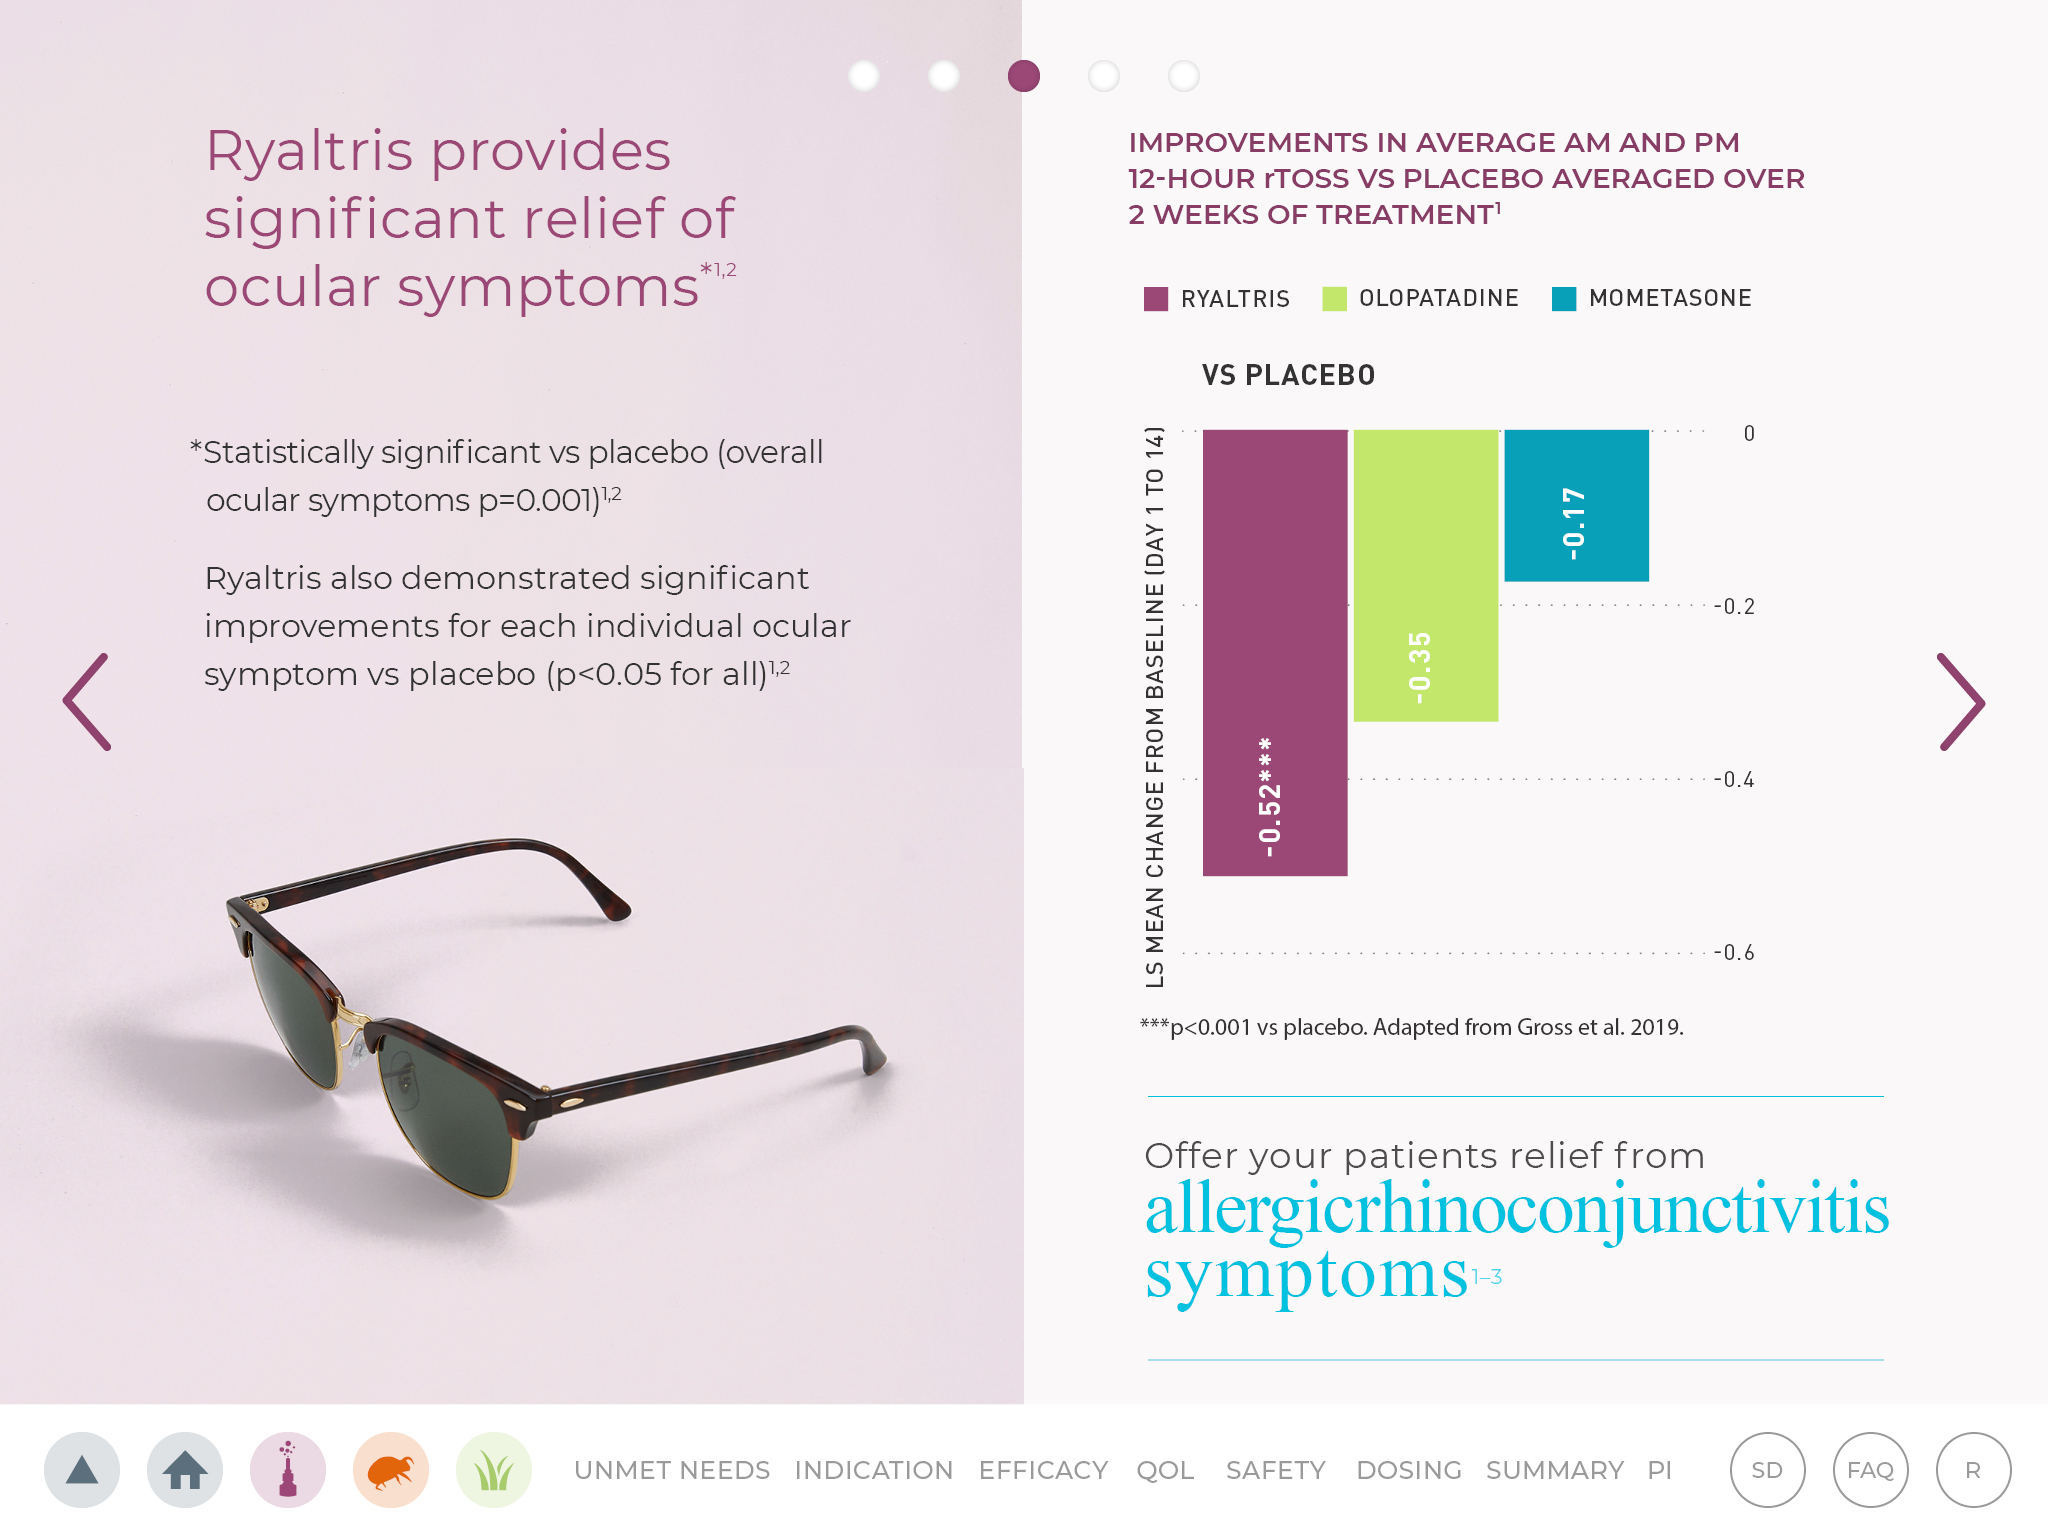 Ryaltris provides
significant relief of
ocular symptoms*1,2
*Statistically significant vs placebo (overall
ocular symptoms p=0.001)1,2
Ryaltris also demonstrated significant
improvements for each individual ocular
symptom vs placebo (p<0.05 for all)1,2
IMPROVEMENTS IN AVERAGE AM AND PM
12-HOUR rTOSS VS PLACEBO AVERAGED OVER
2 WEEKS OF TREATMENT1
RYALTRIS OLOPATADINE MOMETASONE
VS PLACEBO
LS MEAN CHANGE FROM BASELINE (DAY 1 TO 14)
-0.52***
-0.35
-0.17
0
-0.2
-0.4
-0.6
***p<0.001 vs placebo. Adapted from Gross et al. 2019.
Offer your patients relief from
allergicrhinoconjunctivitis
symptoms1–3
UNMET NEEDS INDICATION EFFICACY QOL SAFETY DOSING SUMMARY PI SD FAQ R